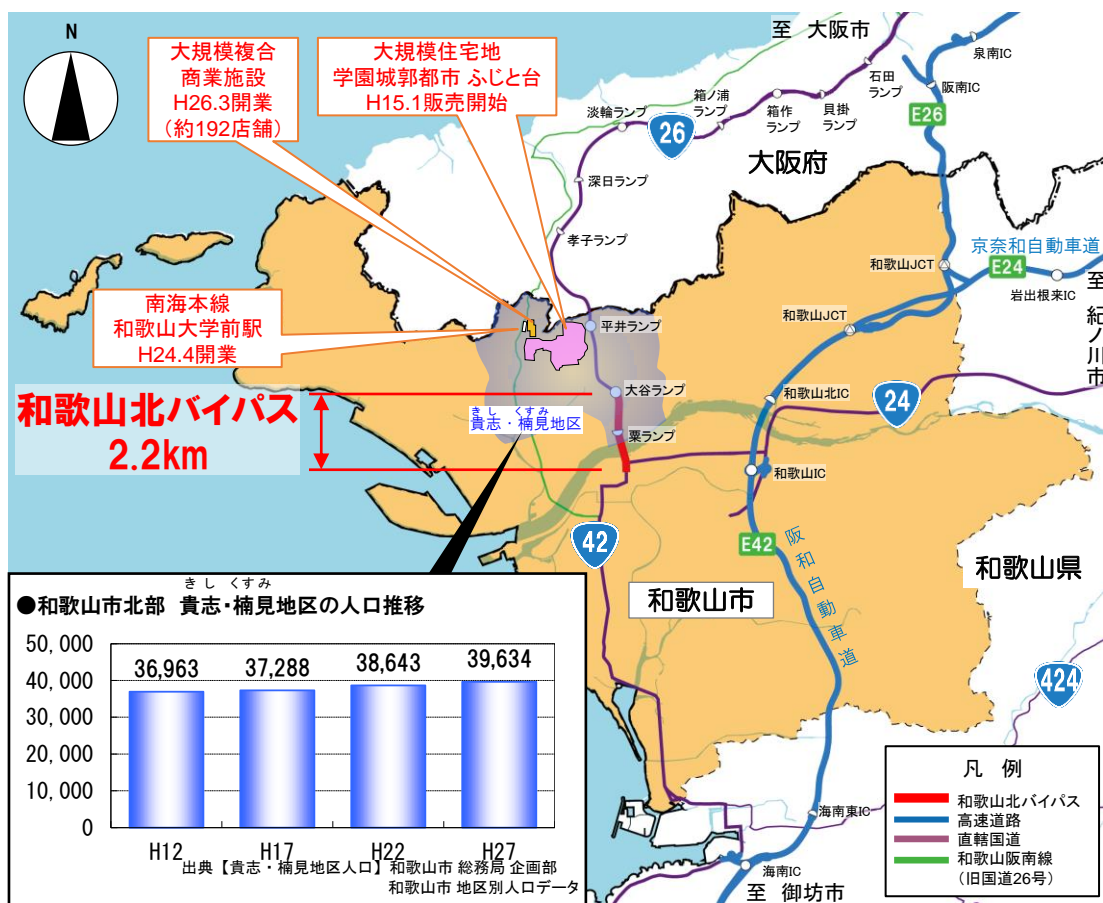 N
大規模複合
商業施設
H26.3開業
（約192店舗）
大規模住宅地
学園城郭都市 ふじと台
H15.1販売開始
至 大阪市
泉南IC
石田
ランプ
阪南IC
箱ノ浦
ランプ
箱作
ランプ
貝掛
ランプ
淡輪ランプ
26
E26
大阪府
深日ランプ
孝子ランプ
京奈和自動車道
和歌山JCT
E24
岩出根来IC
至 紀ノ川市
南海本線
和歌山大学前駅
H24.4開業
平井ランプ
和歌山JCT
大谷ランプ
和歌山北IC
24
和歌山北バイパス
2.2km
きし くすみ
貴志・楠見地区
粟ランプ
和歌山IC
42
E42
阪和自動車道
和歌山県
和歌山市
424
きし くすみ
●和歌山市北部 貴志・楠見地区の人口推移
50,000
40,000
30,000
20,000
10,000
0
36,963
37,288
38,643
39,634
H12
H17
H22
H27
出典【貴志・楠見地区人口】和歌山市 総務局 企画部
和歌山市 地区別人口データ
海南東IC
海南IC
至 御坊市
凡 例
和歌山北バイパス
高速道路
直轄国道
和歌山阪南線
（旧国道26号）